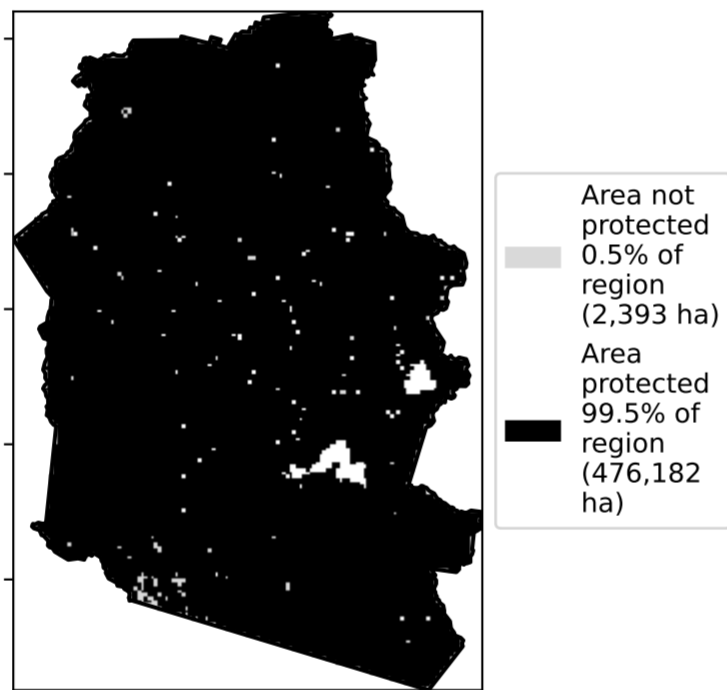 Area not
protected
0.5% of
region
(2,393 ha)
Area
protected
99.5% of
region
(476,182
ha)